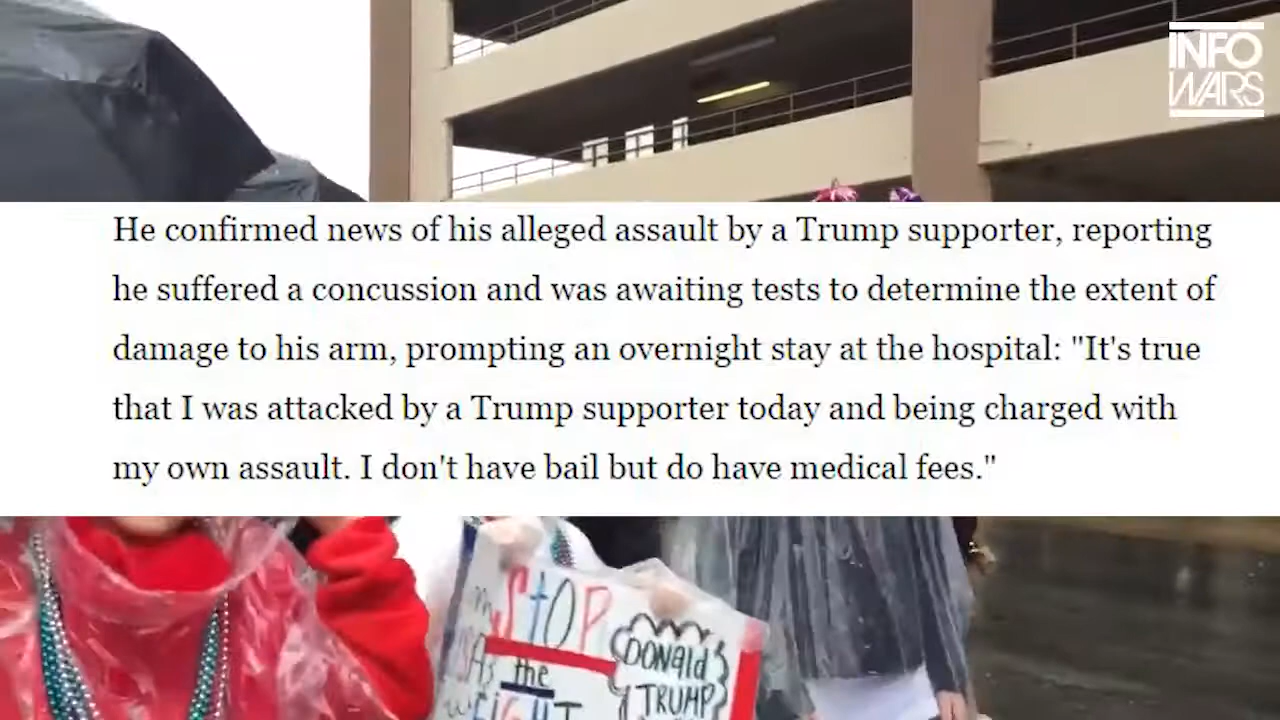 INFO
WARS
He confirmed news of his alleged assault by a Trump supporter, reporting
he suffered a concussion and was awaiting tests to determine the extent of
damage to his arm, prompting an overnight stay at the hospital: "It's true
that I was attacked by a Trump supporter today and being charged with
my own assault. I don't have bail but do have medical fees."
STOP
the
DONAld
TRUMP